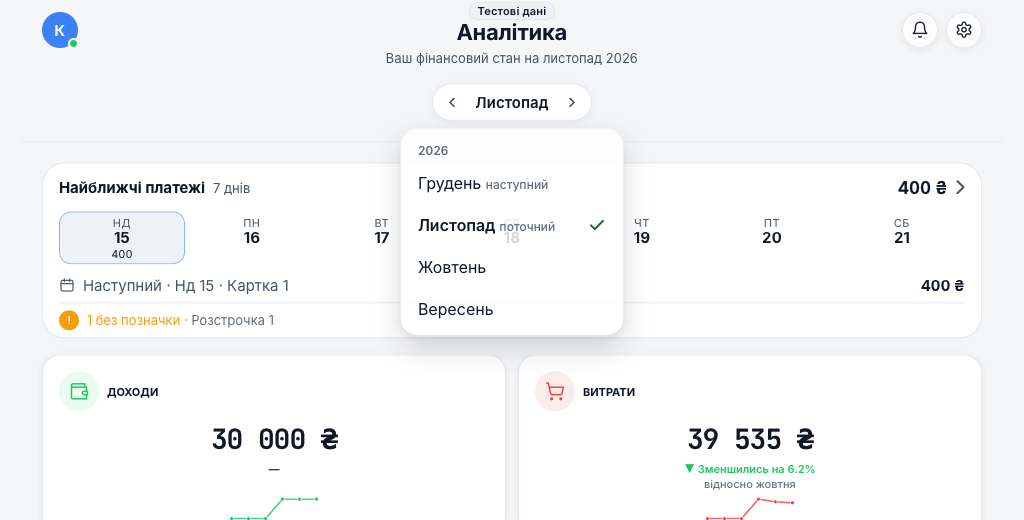 К
Тестові дані
Аналітика
Ваш фінансовий стан на листопад 2026
Листопад
2026
Грудень наступний
Листопад поточний
Жовтень
Вересень
Найближчі платежі 7 днів
400 ₴
НД ПН ВТ СР ЧТ ПТ СБ
15 16 17 18 19 20 21
400
Наступний · Нд 15 · Картка 1
400 ₴
! 1 без позначки · Розстрочка 1
ДОХОДИ
30 000 ₴
—
ВИТРАТИ
39 535 ₴
▼ Зменшились на 6.2%
відносно жовтня